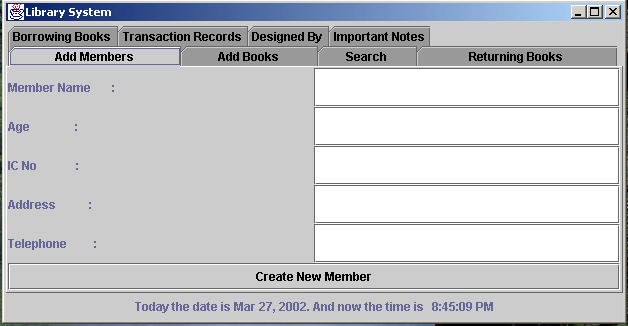 Library System
Borrowing Books Transaction Records Designed By Important Notes
Add Members Add Books Search Returning Books
Member Name :
Age :
IC No :
Address :
Telephone :
Create New Member
Today the date is Mar 27, 2002. And now the time is 8:45:09 PM